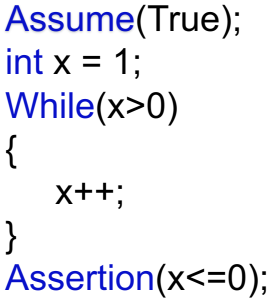 Assume(True);
int x = 1;
While(x>0)
{
x++;
}
Assertion(x<=0);